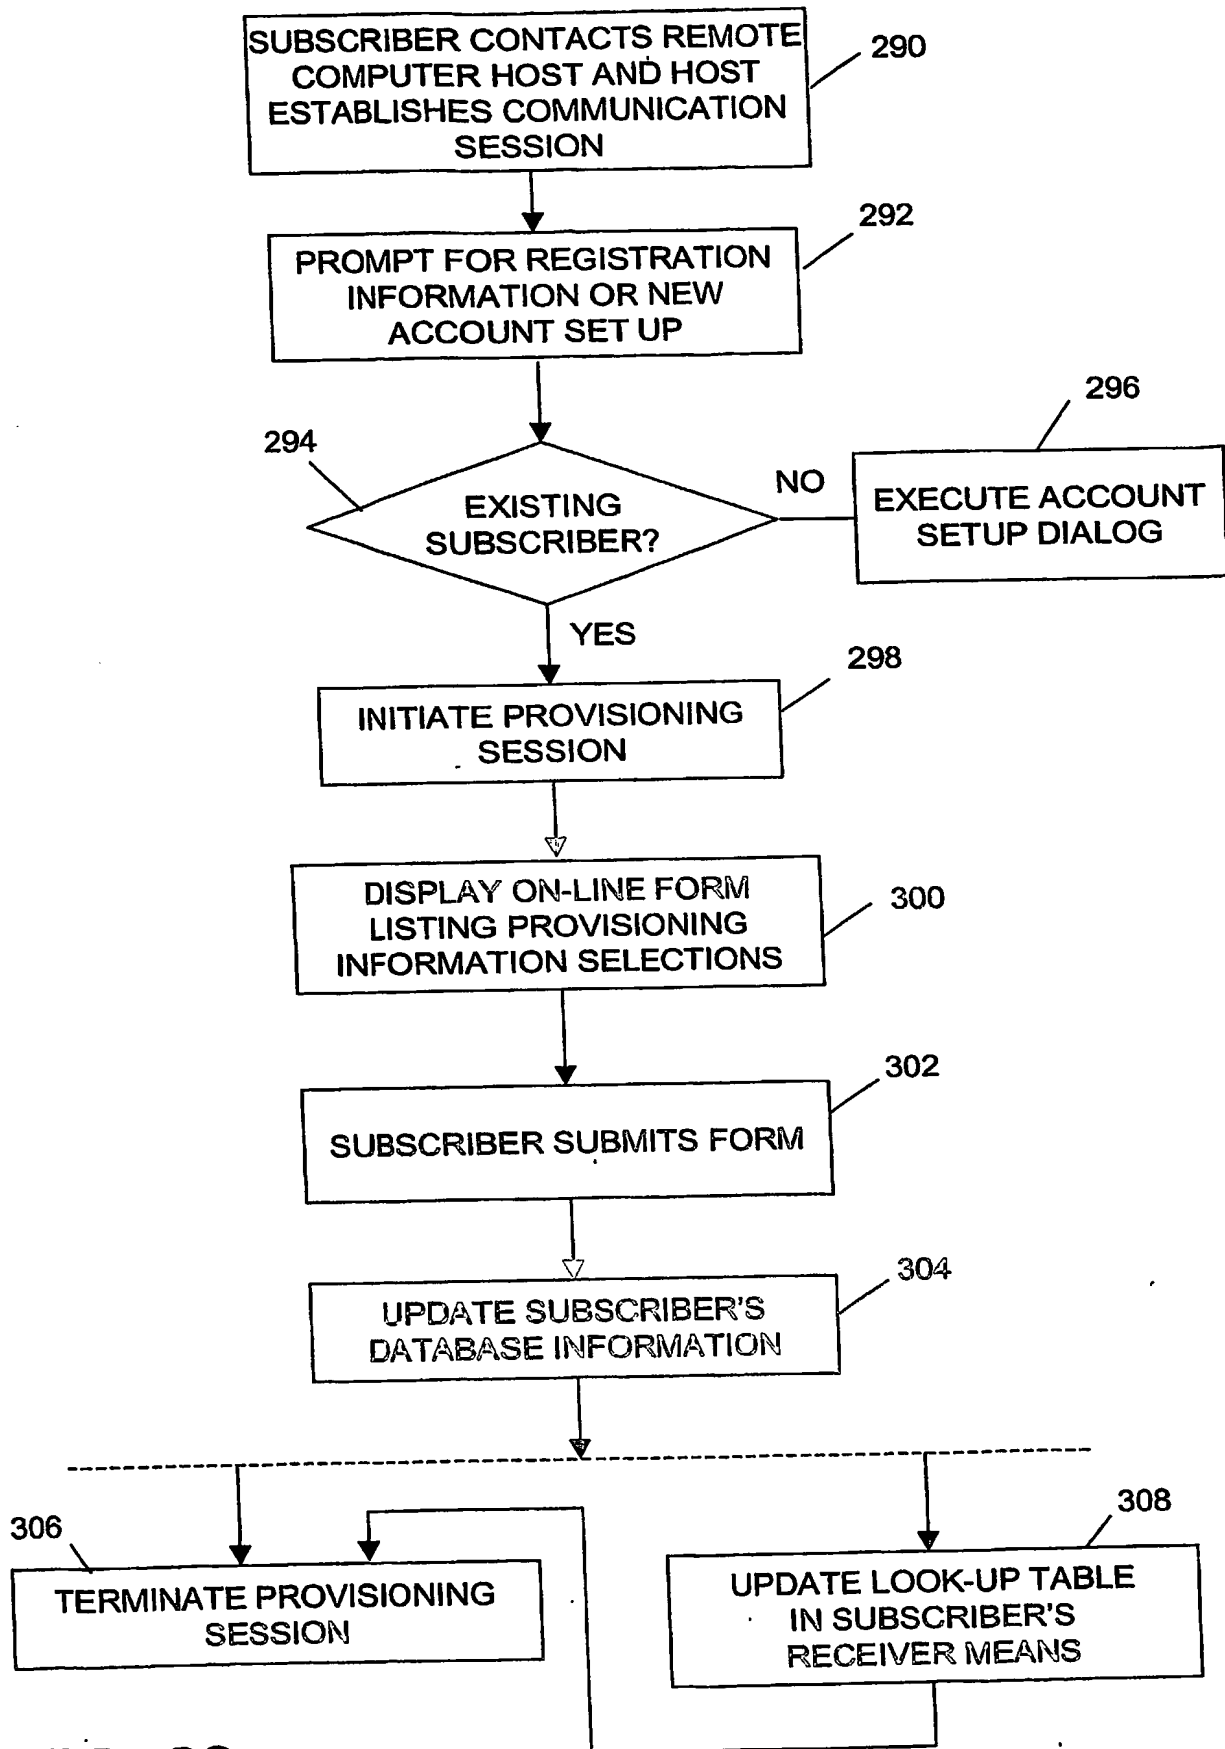 SUBSCRIBER CONTACTS REMOTE
COMPUTER HOST AND HOST
ESTABLISHES COMMUNICATION
SESSION
290
292
PROMPT FOR REGISTRATION
INFORMATION OR NEW
ACCOUNT SET UP
294
EXISTING
SUBSCRIBER?
NO
296
EXECUTE ACCOUNT
SETUP DIALOG
YES
298
INITIATE PROVISIONING
SESSION
DISPLAY ON-LINE FORM
LISTING PROVISIONING
INFORMATION SELECTIONS
300
302
SUBSCRIBER SUBMITS FORM
304
UPDATE SUBSCRIBER'S
DATABASE INFORMATION
306
TERMINATE PROVISIONING
SESSION
308
UPDATE LOOK-UP TABLE
IN SUBSCRIBER'S
RECEIVER MEANS